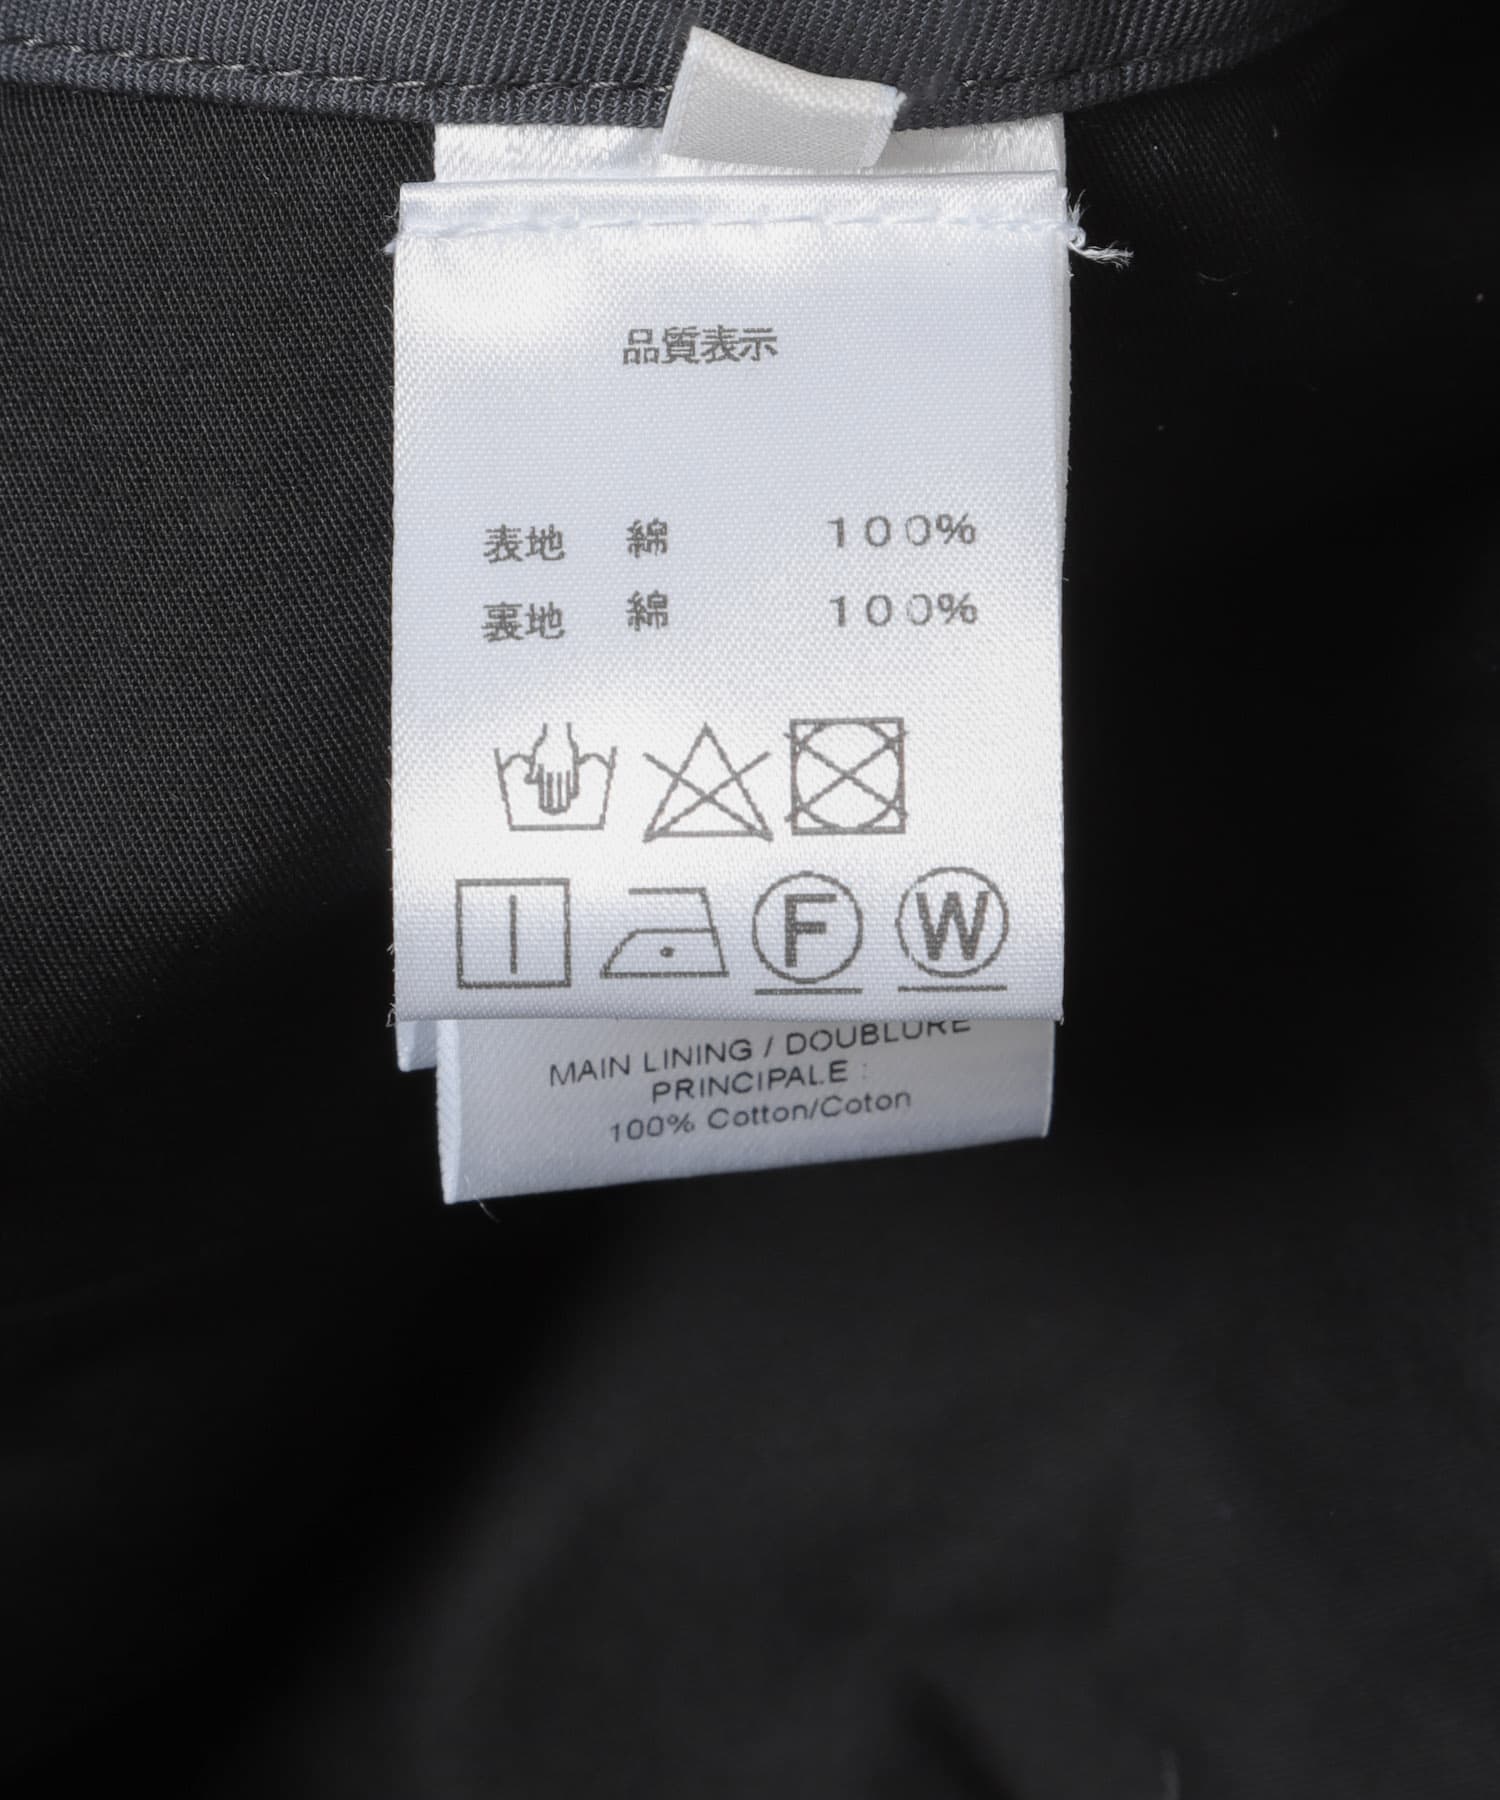 品質表示
表地 綿 100%
裏地 綿 100%
F W
MAIN LINING / DOUBLURE
PRINCIPALE :
100% Cotton/Coton